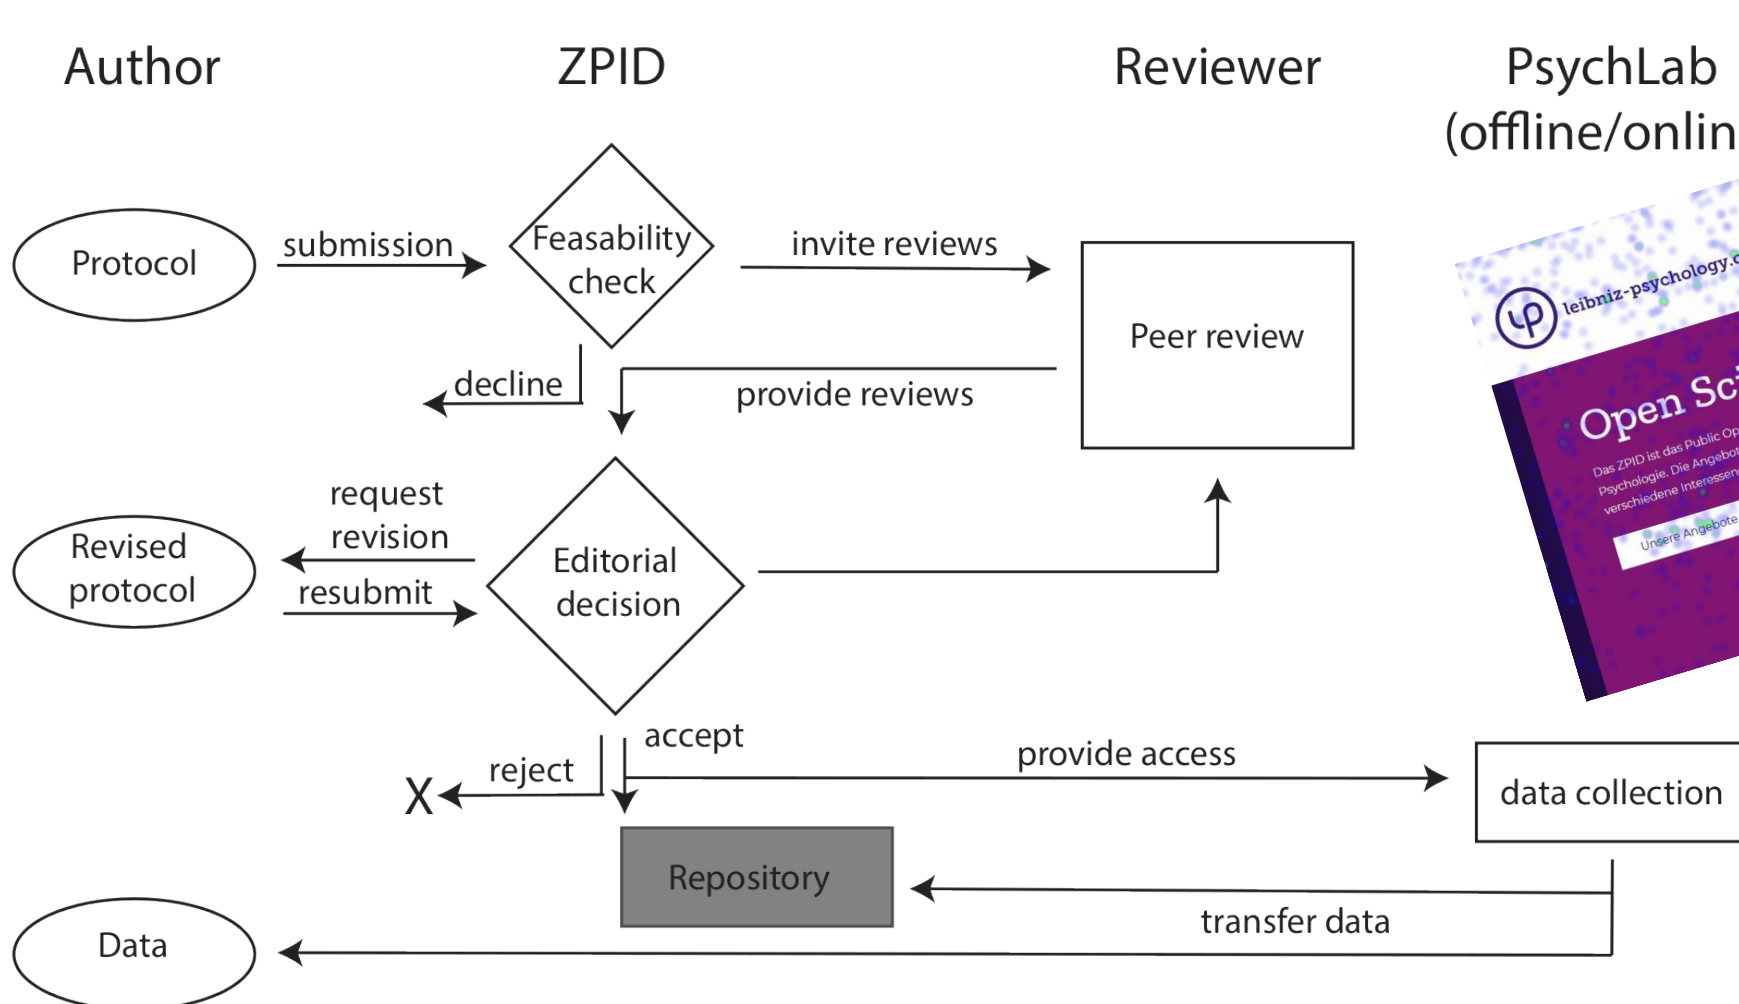 Author
ZPID
Reviewer
PsychLab
(offline/onlin
Protocol
submission
Feasability
check
invite reviews
Peer review
decline
provide reviews
leibniz-psychology.o
Open Sci
Das ZPID ist das Public Op
Psychologie. Die Angebot
verschiedene Interessen
Unsere Angebote
Revised
protocol
request
revision
resubmit
Editorial
decision
accept
reject
X
provide access
data collection
Repository
transfer data
Data